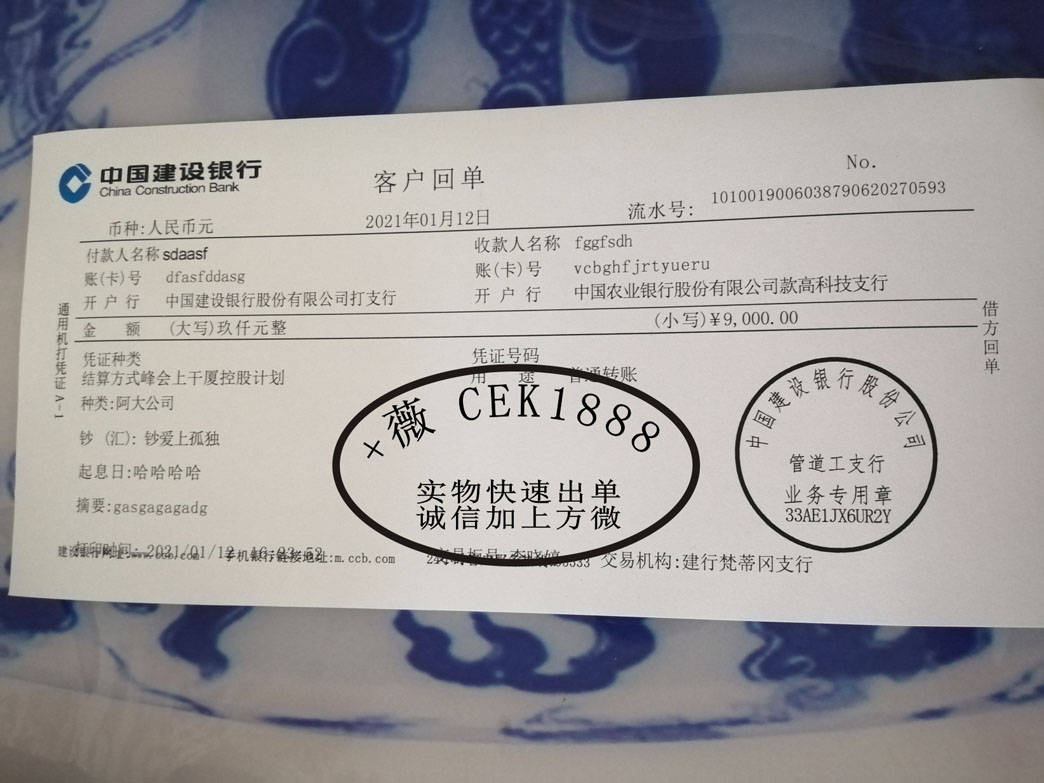 中国建设银行
China Construction Bank
客户回单
No.
币种:人民币元
2021年01月12日
流水号: 1010019006038790620270593
付款人名称 sdaasf
收款人名称 fggfsdh
账(卡)号 dfasfddasg
账(卡)号 vcbghfjrtyueru
开 户 行 中国建设银行股份有限公司打支行
开 户 行 中国农业银行股份有限公司款高科技支行
金 额 (大写)玖仟元整
(小写)¥9,000.00
通用机打凭证A-1
借方回单
凭证种类
凭证号码
结算方式峰会上干厦控股计划
用 途 普通转账
种类:阿大公司
钞 (汇): 钞爱上孤独
起息日:哈哈哈哈
摘要:gasgagagadg
+薇 CEK1888
实物快速出单
诚信加上方微
中国建设银行股份公司
管道工支行
业务专用章
33AE1JX6UR2Y
打印时间: 2021/01/12
手机银行链接地址:m.ccb.com
交易机构:建行梵蒂冈支行